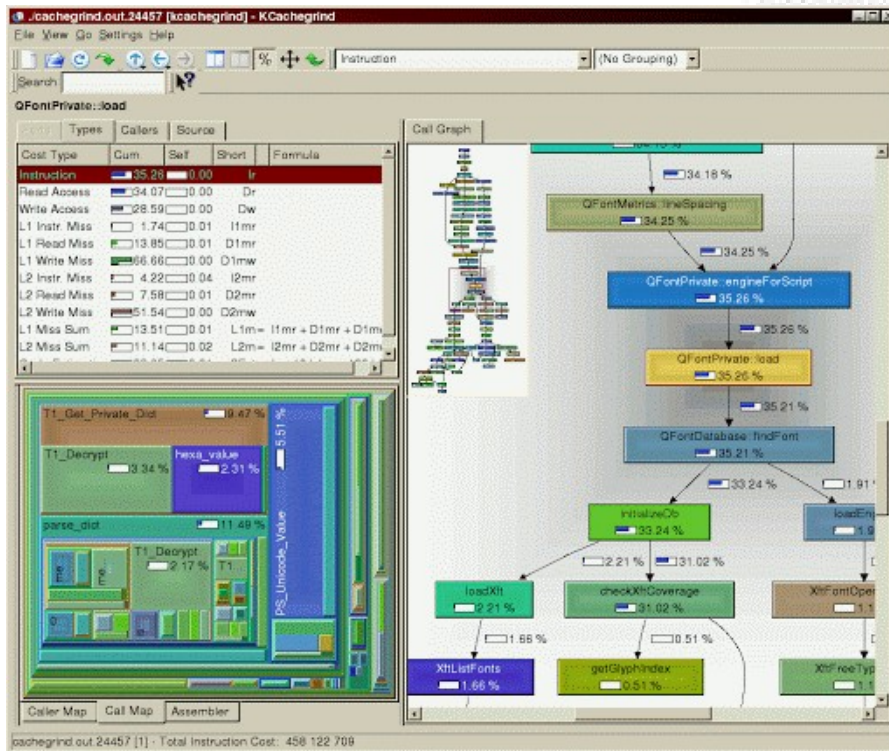 ./cachegrind.out.24457 [kcachegrind] - KCachegrind
File View Go Settings Help
% Instruction (No Grouping)
Search:
QFontPrivate::load
Types Callers Source
Cost Type Cum. Self Short Formula
Instruction 35.26 0.00 Ir
Read Access 34.07 0.00 Dr
Write Access 28.59 0.00 Dw
L1 Instr. Miss 1.74 0.01 I1mr
L1 Read Miss 13.85 0.01 D1mr
L1 Write Miss 66.66 0.00 D1mw
L2 Instr. Miss 4.22 0.04 I2mr
L2 Read Miss 7.58 0.01 D2mr
L2 Write Miss 51.54 0.00 D2mw
L1 Miss Sum 13.51 0.01 L1m = I1mr + D1mr + D1m
L2 Miss Sum 11.14 0.02 L2m = I2mr + D2mr + D2m
T1_Get_Private_Dict 9.47 %
T1_Decrypt
3.34 %
hexa_value
2.31 %
PS_Unicode_Value 5.51 %
parse_dict 11.49 %
me...
T1_Decrypt
2.17 %
T1...
Caller Map Call Map Assembler
Call Graph
34.18 %
QFontMetrics::lineSpacing
34.25 %
34.25 %
QFontPrivate::engineForScript
35.26 %
35.26 %
QFontPrivate::load
35.26 %
35.21 %
QFontDatabase::findFont
35.21 %
33.24 % 1.91
initializeDb
33.24 %
loadEng
1.9
2.21 % 31.02 %
loadXft
2.21 %
checkXftCoverage
31.02 %
XftFontOpe
1.1
1.66 % 0.51 %
XftListFonts
1.66 %
getGlyphIndex
0.51 %
XftFreeTyp
1.1
cachegrind.out.24457 [1] - Total Instruction Cost: 458 122 709